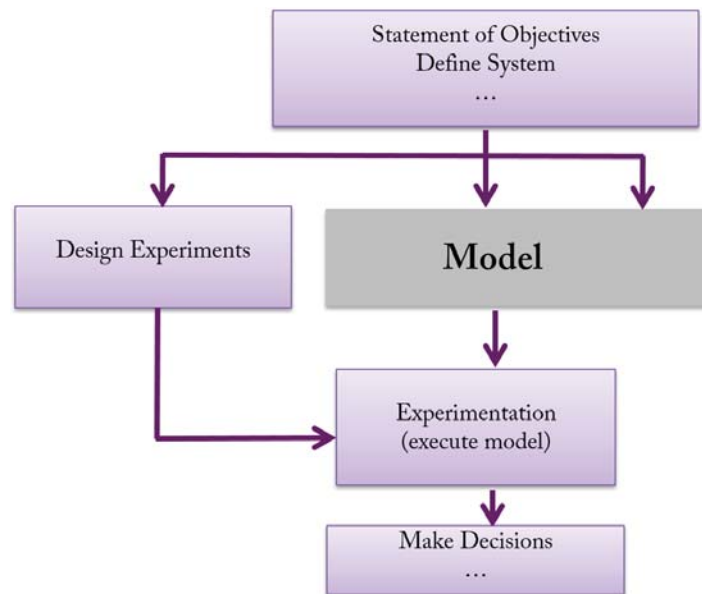 Statement of Objectives
Define System
…
Design Experiments
Model
Experimentation
(execute model)
Make Decisions
…